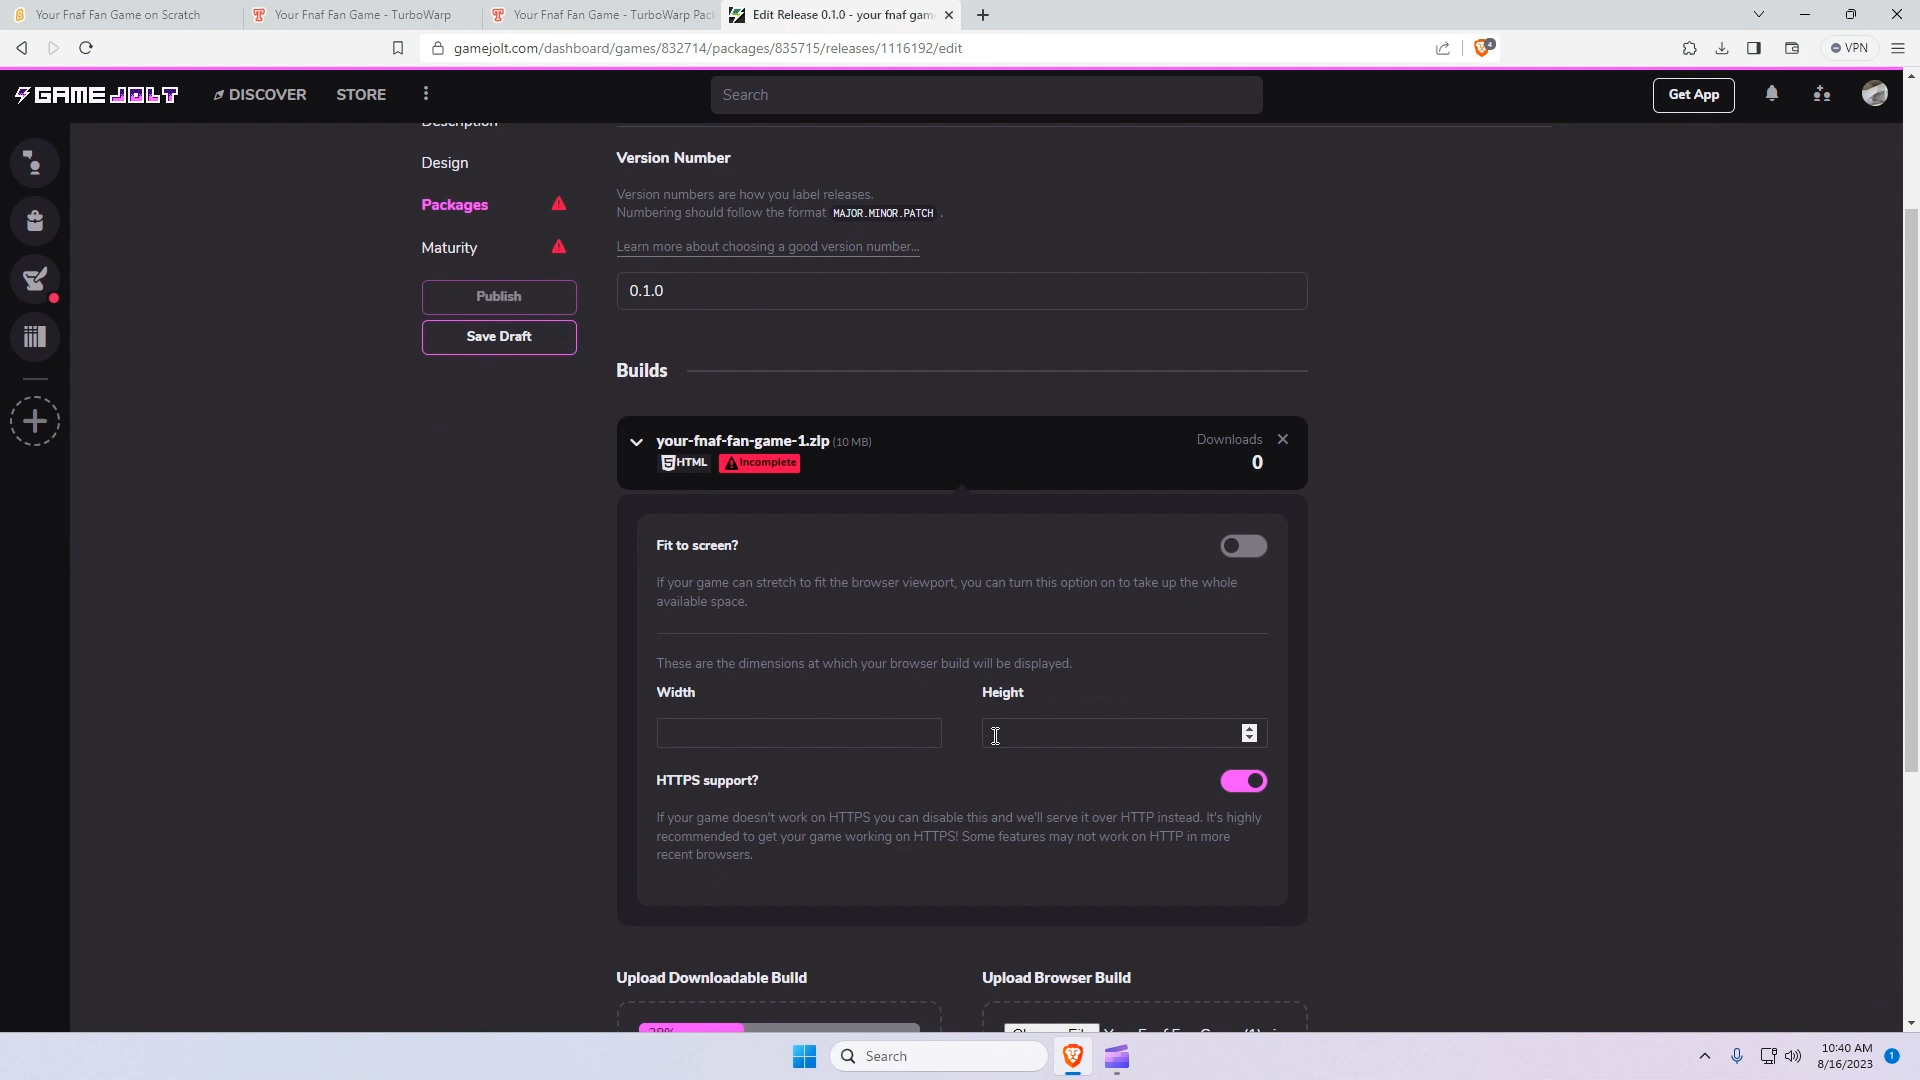 Your Fnaf Fan Game on Scratch
Your Fnaf Fan Game - TurboWarp
Your Fnaf Fan Game - TurboWarp Pac
Edit Release 0.1.0 - your fnaf gam
gamejolt.com/dashboard/games/832714/packages/835715/releases/1116192/edit
4
VPN
GAME JOLT
DISCOVER
STORE
Search
Get App
Description
Design
Packages
Maturity
Publish
Save Draft
Version Number
Version numbers are how you label releases.
Numbering should follow the format MAJOR.MINOR.PATCH .
Learn more about choosing a good version number...
0.1.0
Builds
your-fnaf-fan-game-1.zip (10 MB)
HTML
Incomplete
Downloads
0
Fit to screen?
If your game can stretch to fit the browser viewport, you can turn this option on to take up the whole
available space.
These are the dimensions at which your browser build will be displayed.
Width
Height
HTTPS support?
If your game doesn't work on HTTPS you can disable this and we'll serve it over HTTP instead. It's highly
recommended to get your game working on HTTPS! Some features may not work on HTTP in more
recent browsers.
Upload Downloadable Build
Upload Browser Build
Search
10:40 AM
8/16/2023
1